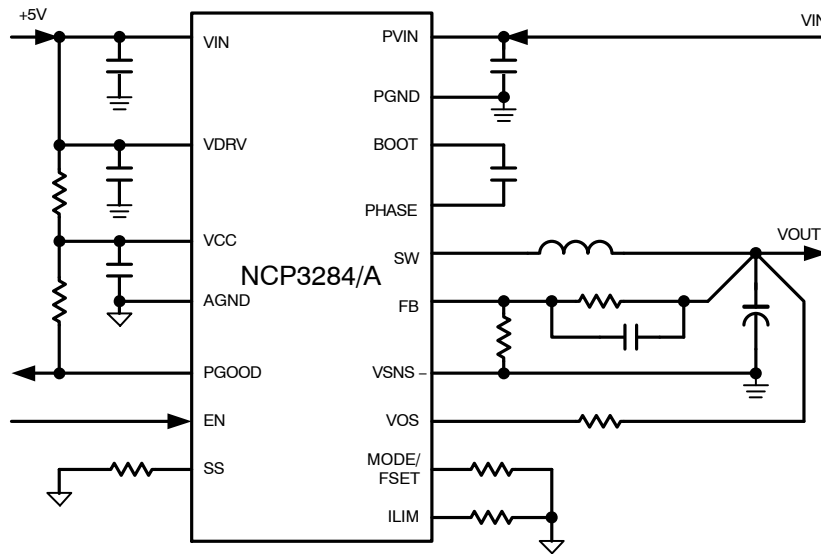 +5V
VIN
VIN
PVIN
PGND
VDRV
BOOT
PHASE
VCC
SW
VOUT
NCP3284/A
AGND
FB
PGOOD
VSNS –
EN
VOS
SS
MODE/
FSET
ILIM